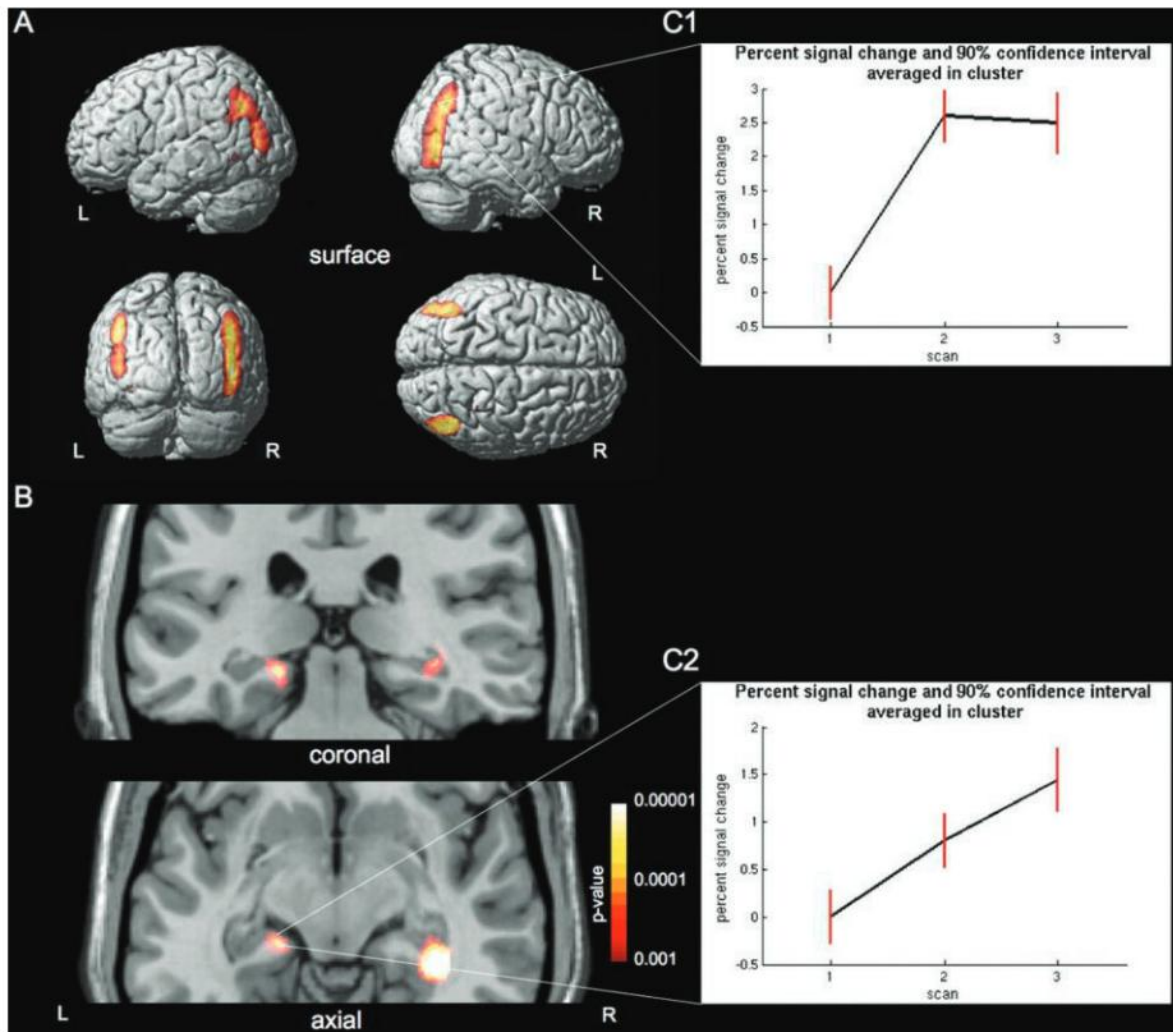 A
L
R
surface
L
L
R
R
B
coronal
0.00001
0.0001
0.001
p-value
L
axial
R
C1
Percent signal change and 90% confidence interval
averaged in cluster
percent signal change
3
2.5
2
1.5
1
0.5
0
-0.5
1
2
3
scan
C2
Percent signal change and 90% confidence interval
averaged in cluster
percent signal change
2
1.5
1
0.5
0
-0.5
1
2
3
scan